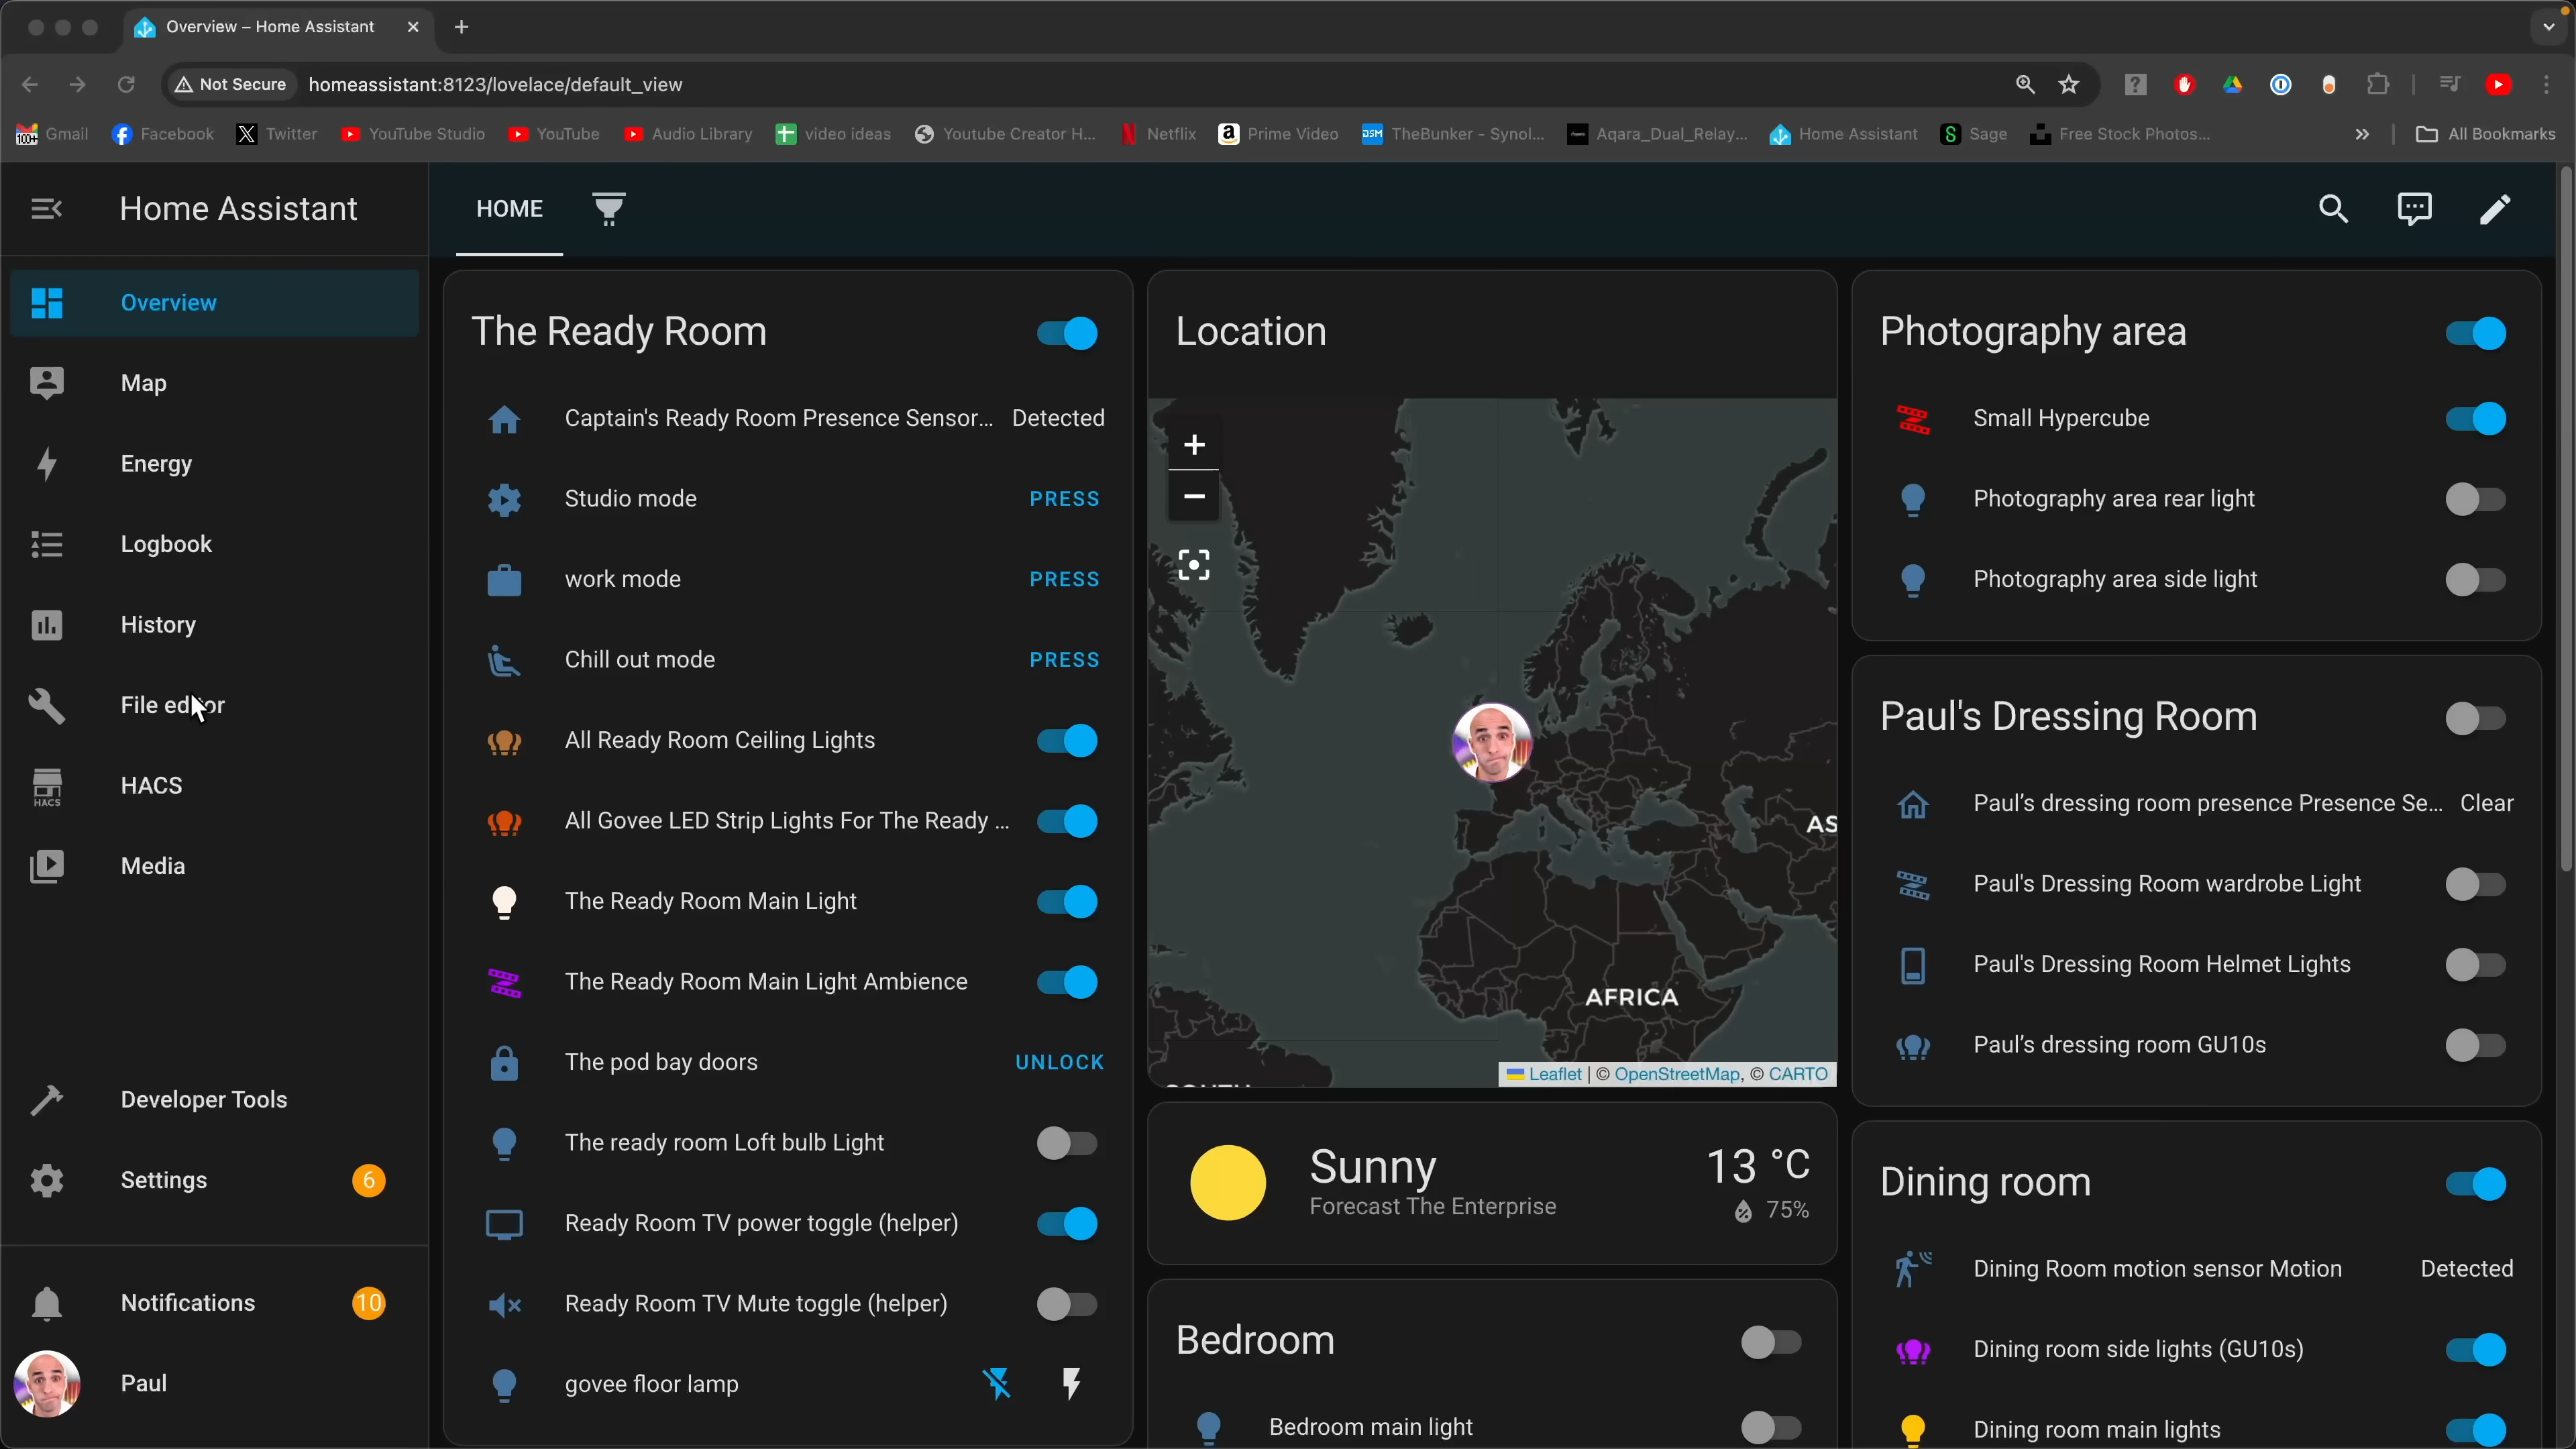 Overview – Home Assistant
Not Secure
homeassistant:8123/lovelace/default_view
100+ Gmail
Facebook
Twitter
YouTube Studio
YouTube
Audio Library
video ideas
Youtube Creator H...
Netflix
Prime Video
DSM TheBunker - Synol...
Aqara_Dual_Relay...
Home Assistant
Sage
Free Stock Photos...
All Bookmarks
Home Assistant
HOME
Overview
Map
Energy
Logbook
History
File editor
HACS HACS
Media
Developer Tools
Settings 6
Notifications 10
Paul
The Ready Room
Captain's Ready Room Presence Sensor... Detected
Studio mode PRESS
work mode PRESS
Chill out mode PRESS
All Ready Room Ceiling Lights
All Govee LED Strip Lights For The Ready ...
The Ready Room Main Light
The Ready Room Main Light Ambience
The pod bay doors UNLOCK
The ready room Loft bulb Light
Ready Room TV power toggle (helper)
Ready Room TV Mute toggle (helper)
govee floor lamp
Location
+
−
AS
AFRICA
SOUTH
Leaflet | © OpenStreetMap, © CARTO
Sunny 13 °C
Forecast The Enterprise 75%
Bedroom
Bedroom main light
Photography area
Small Hypercube
Photography area rear light
Photography area side light
Paul's Dressing Room
Paul’s dressing room presence Presence Se... Clear
Paul's Dressing Room wardrobe Light
Paul's Dressing Room Helmet Lights
Paul’s dressing room GU10s
Dining room
Dining Room motion sensor Motion Detected
Dining room side lights (GU10s)
Dining room main lights